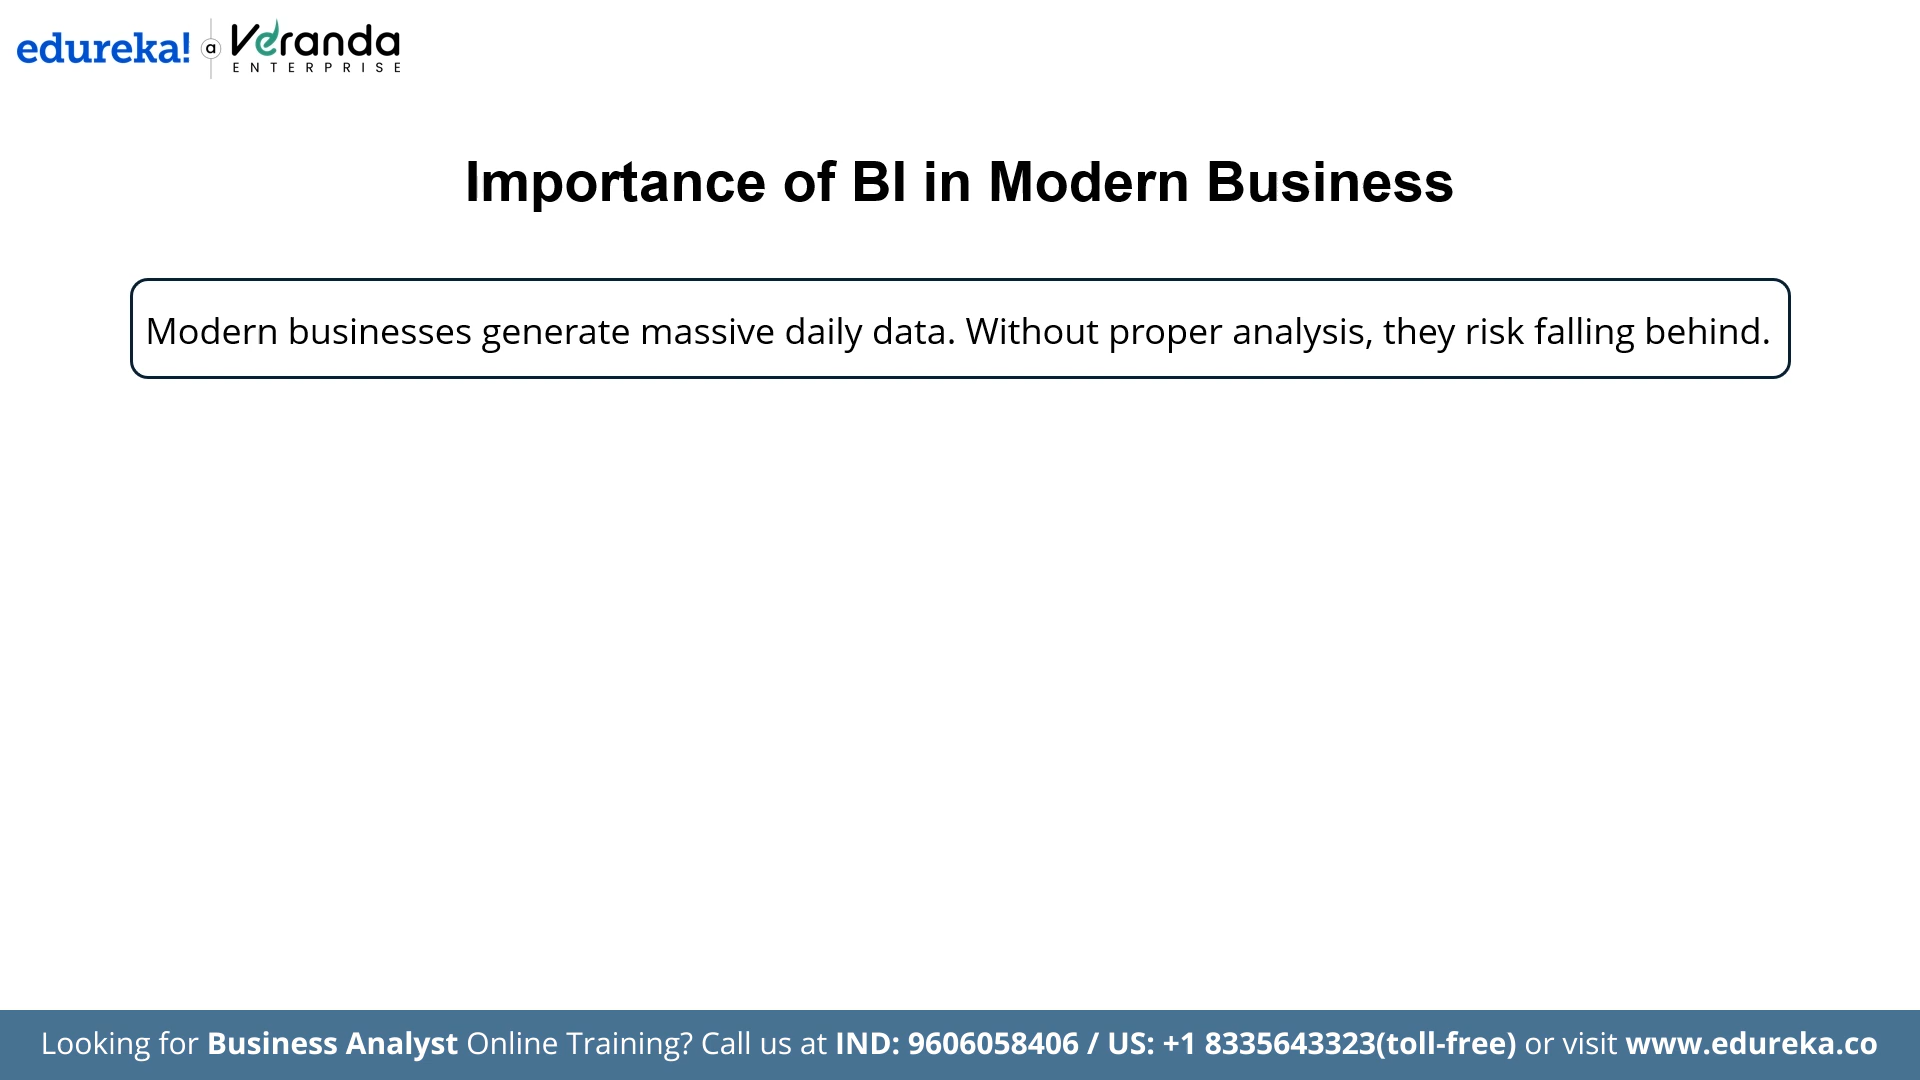 edureka! a Veranda
ENTERPRISE
Importance of BI in Modern Business
Modern businesses generate massive daily data. Without proper analysis, they risk falling behind.
Looking for Business Analyst Online Training? Call us at IND: 9606058406 / US: +1 8335643323(toll-free) or visit www.edureka.co